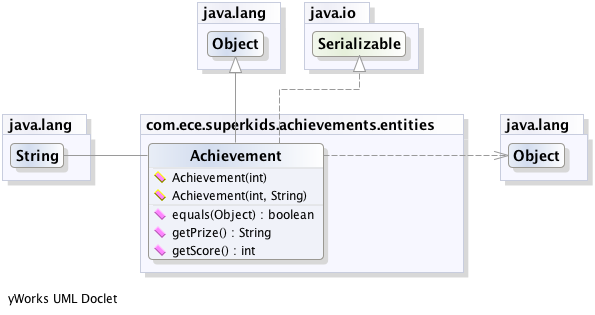 java.lang
java.io
Object
Serializable
java.lang
com.ece.superkids.achievements.entities
java.lang
String
Achievement
Object
Achievement(int)
Achievement(int, String)
equals(Object) : boolean
getPrize() : String
getScore() : int
yWorks UML Doclet